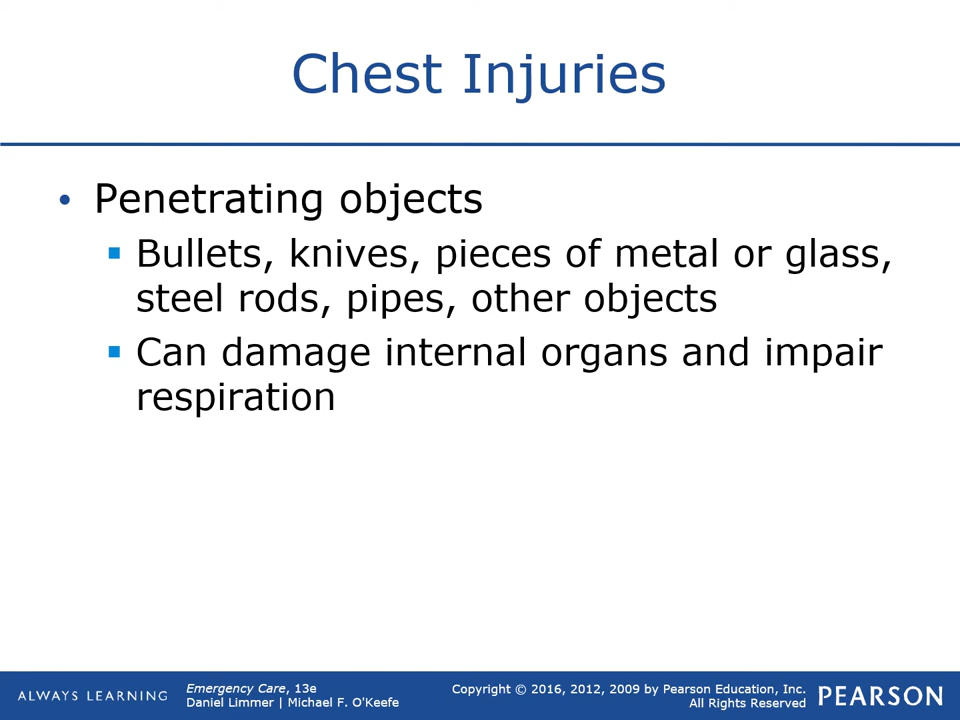 Chest Injuries
• Penetrating objects
▪ Bullets, knives, pieces of metal or glass,
steel rods, pipes, other objects
▪ Can damage internal organs and impair
respiration
ALWAYS LEARNING
Emergency Care, 13e
Daniel Limmer | Michael F. O'Keefe
Copyright © 2016, 2012, 2009 by Pearson Education, Inc.
All Rights Reserved
PEARSON